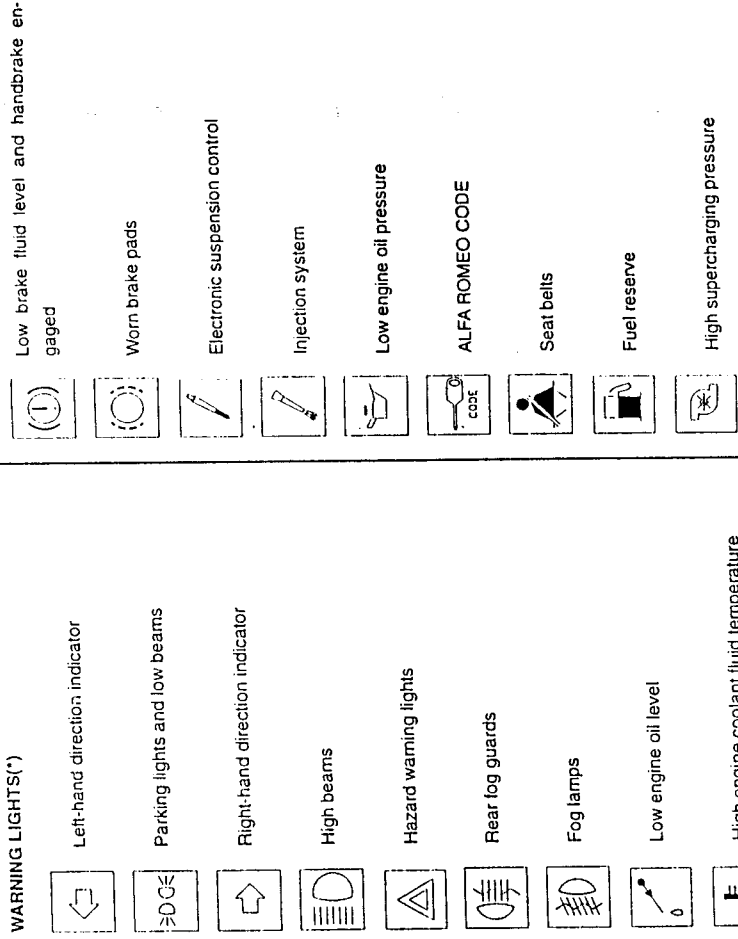 WARNING LIGHTS(*)
Left-hand direction indicator
Parking lights and low beams
Right-hand direction indicator
High beams
Hazard warning lights
Rear fog guards
Fog lamps
Low engine oil level
High engine coolant fluid temperature
Low brake fluid level and handbrake en-
gaged
Worn brake pads
Electronic suspension control
Injection system
Low engine oil pressure
CODE
ALFA ROMEO CODE
Seat belts
Fuel reserve
High supercharging pressure